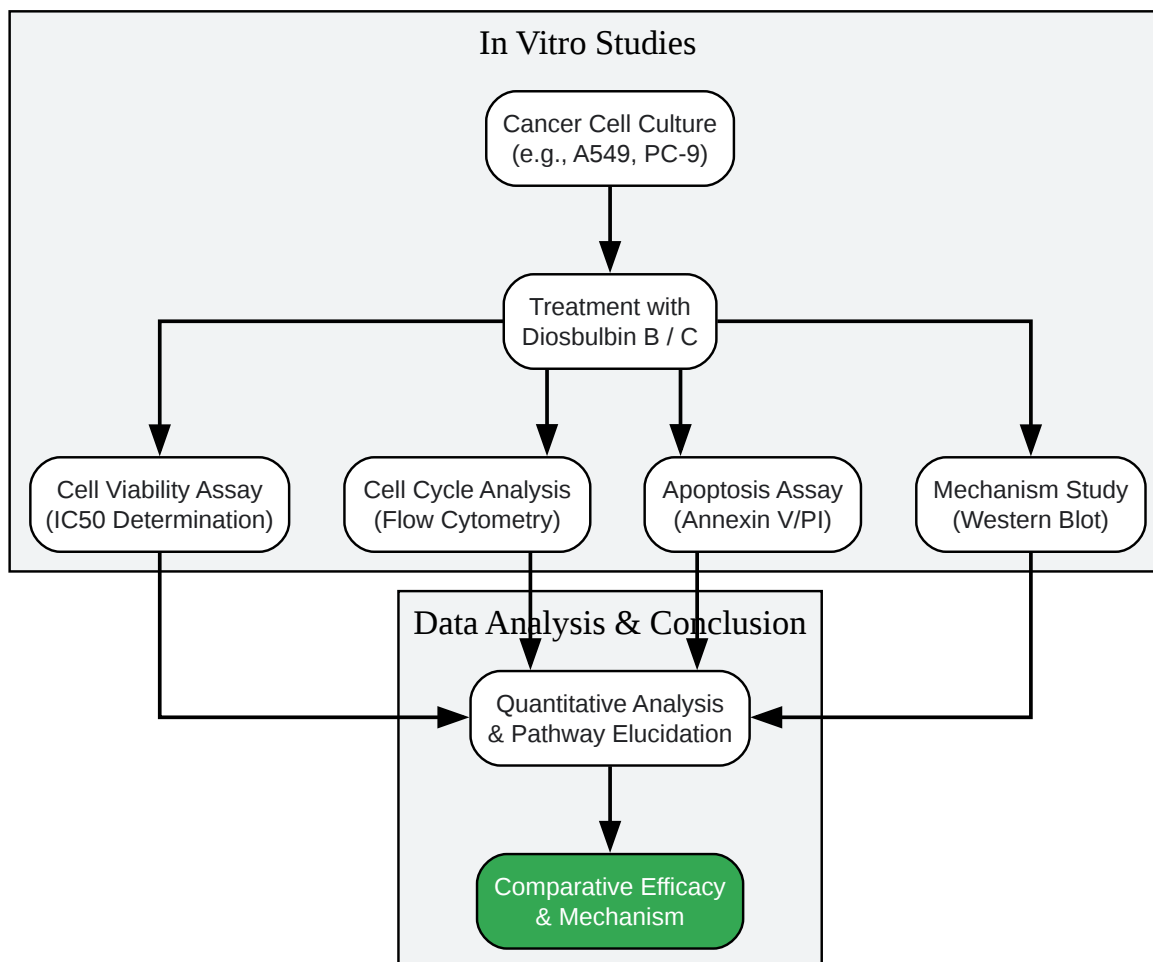 In Vitro Studies
Cancer Cell Culture
(e.g., A549, PC-9)
Treatment with
Diosbulbin B / C
Cell Viability Assay
(IC50 Determination)
Cell Cycle Analysis
(Flow Cytometry)
Apoptosis Assay
(Annexin V/PI)
Mechanism Study
(Western Blot)
Data Analysis & Conclusion
Quantitative Analysis
& Pathway Elucidation
Comparative Efficacy
& Mechanism